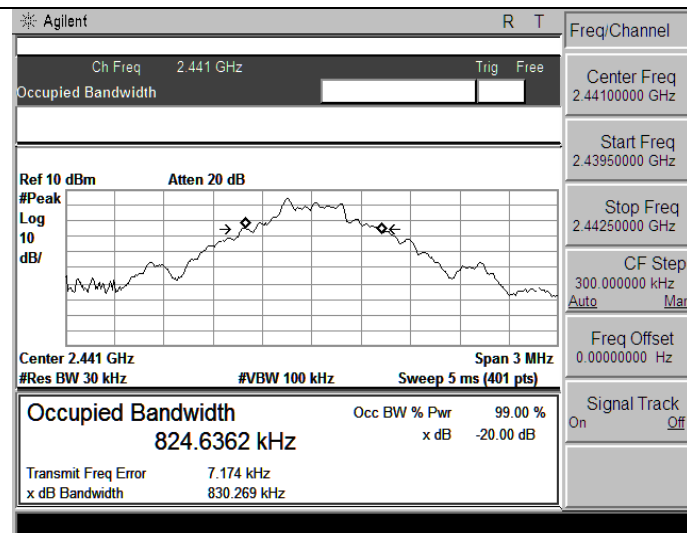 Agilent R T
Ch Freq 2.441 GHz Trig Free
Occupied Bandwidth
Ref 10 dBm Atten 20 dB
#Peak
Log
10
dB/
Center 2.441 GHz Span 3 MHz
#Res BW 30 kHz #VBW 100 kHz Sweep 5 ms (401 pts)
Occupied Bandwidth Occ BW % Pwr 99.00 %
824.6362 kHz x dB -20.00 dB
Transmit Freq Error 7.174 kHz
x dB Bandwidth 830.269 kHz
Freq/Channel
Center Freq
2.44100000 GHz
Start Freq
2.43950000 GHz
Stop Freq
2.44250000 GHz
CF Step
300.000000 kHz
Auto Mar
Freq Offset
0.00000000 Hz
Signal Track
On Off